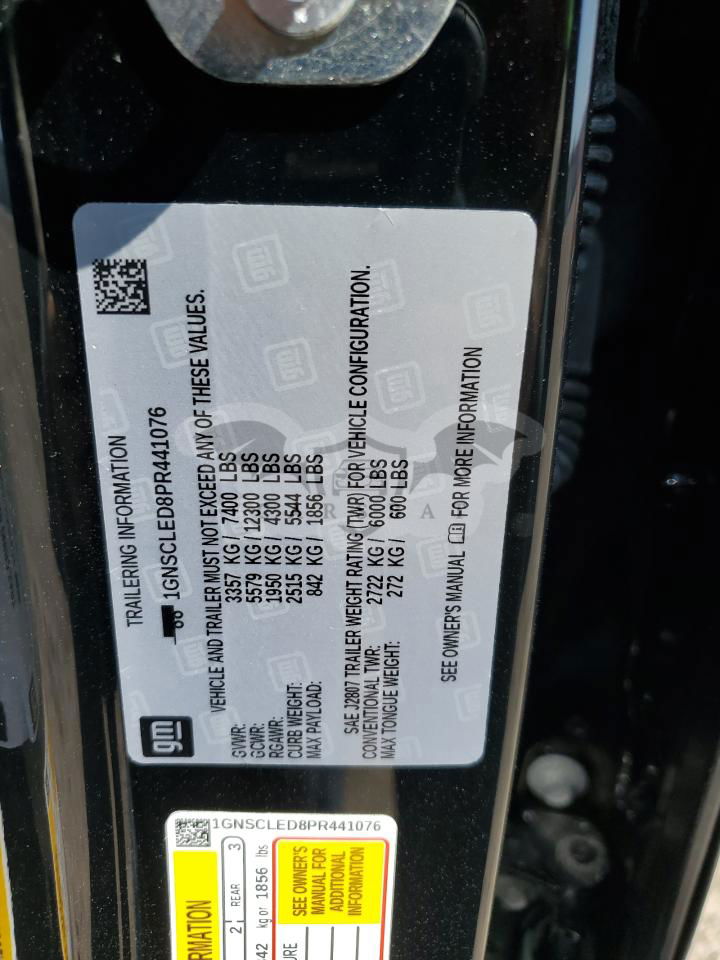 TRAILERING INFORMATION
1GNSCLED8PR441076
VEHICLE AND TRAILER MUST NOT EXCEED ANY OF THESE VALUES.
GVWR: 3357 KG / 7400 LBS
GCWR: 5579 KG / 12300 LBS
RGAWR: 1950 KG / 4300 LBS
CURB WEIGHT: 2515 KG / 5544 LBS
MAX PAYLOAD: 842 KG / 1856 LBS
SAE J2807 TRAILER WEIGHT RATING (TWR) FOR VEHICLE CONFIGURATION.
CONVENTIONAL TWR: 2722 KG / 6000 LBS
MAX TONGUE WEIGHT: 272 KG / 600 LBS
SEE OWNER'S MANUAL FOR MORE INFORMATION
gm
1GNSCLED8PR441076
2 REAR 3
kg or 1856 lbs
SEE OWNER'S
MANUAL FOR
ADDITIONAL
INFORMATION